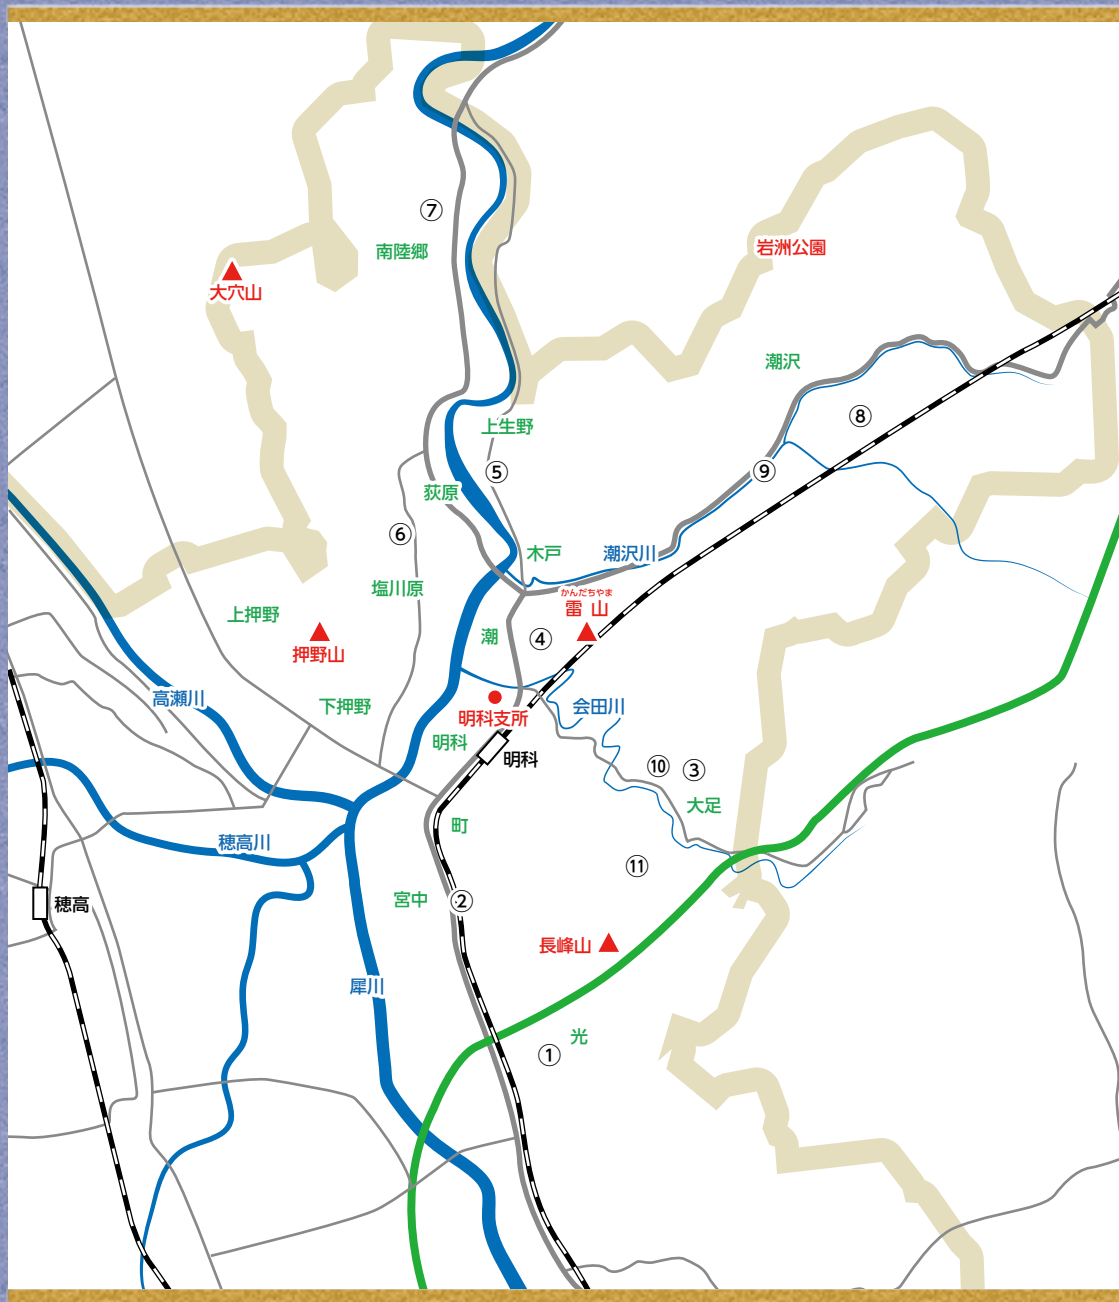 ⑦
南陸郷
岩洲公園
大穴山
潮沢
⑧
上生野
⑤
⑨
荻原
⑥
木戸
潮沢川
塩川原
かんだちやま
雷山
上押野
潮
④
押野山
高瀬川
下押野
会田川
明科支所
明科
明科
⑩
③
大足
町
穂高川
⑪
宮中
②
穂高
長峰山
犀川
光
①